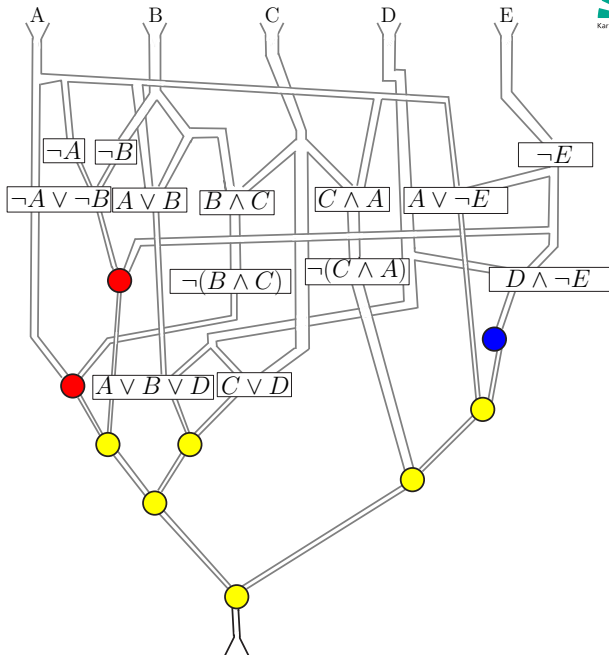 A B C D E
Kar
¬A ¬B ¬E
¬A ∨ ¬B A ∨ B B ∧ C C ∧ A A ∨ ¬E
¬(B ∧ C) ¬(C ∧ A) D ∧ ¬E
A ∨ B ∨ D C ∨ D